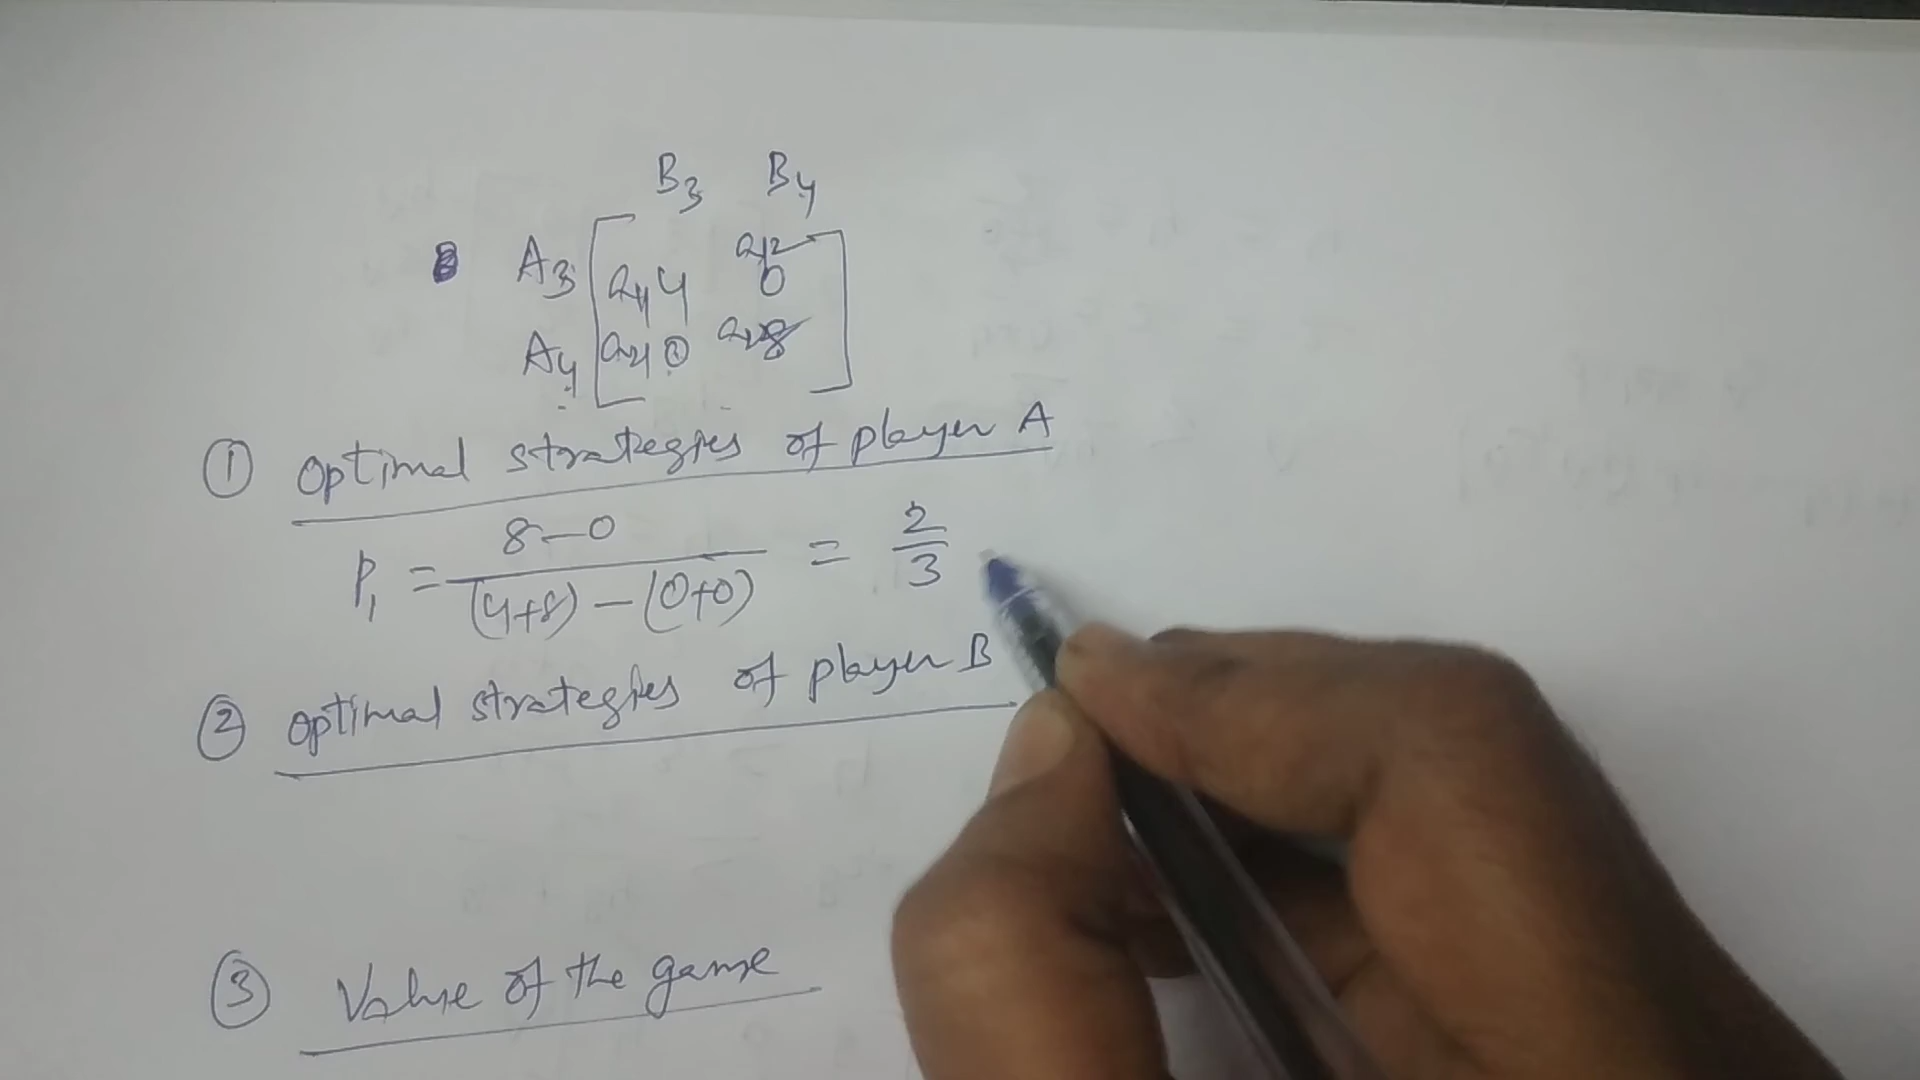 B3 B4
A3 a11 4 a12 0
A4 a21 0 a22 8
① optimal strategies of player A
P1 = 8-0 / (4+8) - (0+0) = 2/3
② optimal strategies of player B
③ Value of the game